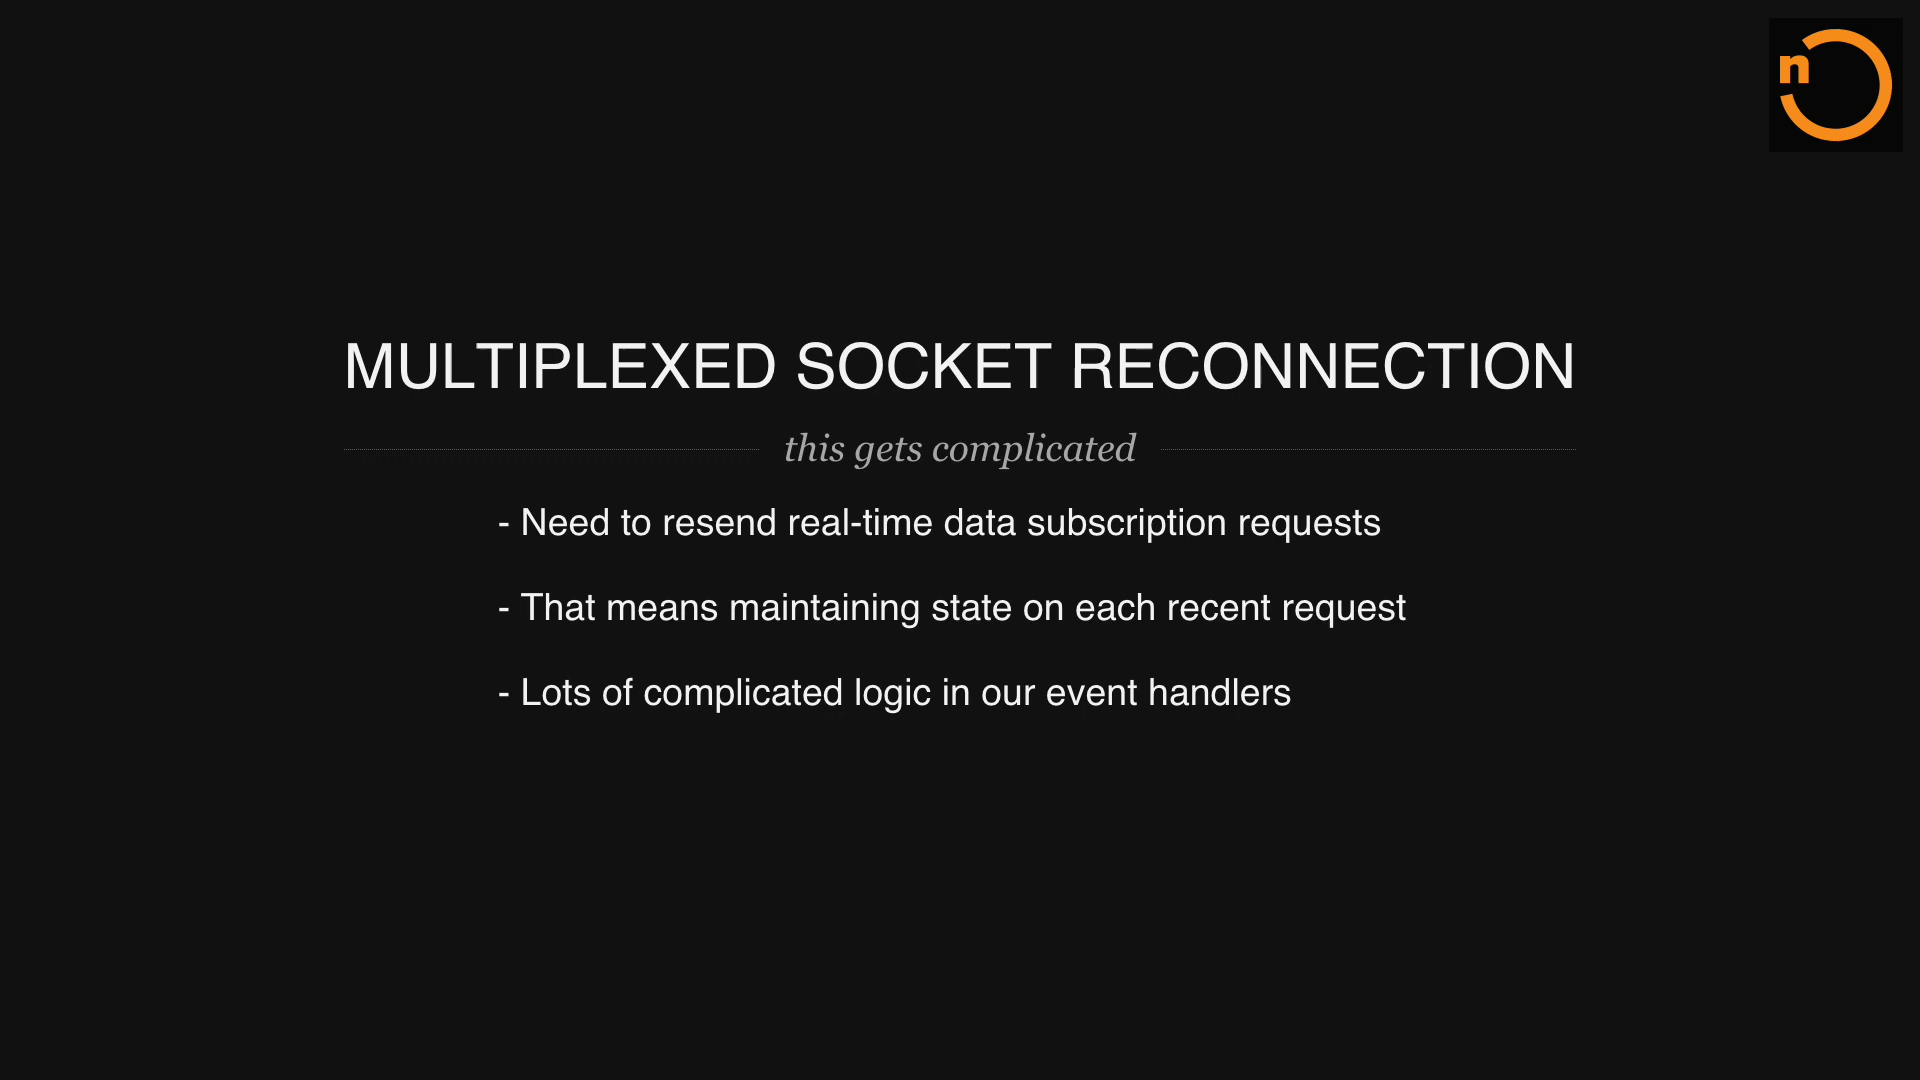 n
MULTIPLEXED SOCKET RECONNECTION
this gets complicated
- Need to resend real-time data subscription requests
- That means maintaining state on each recent request
- Lots of complicated logic in our event handlers